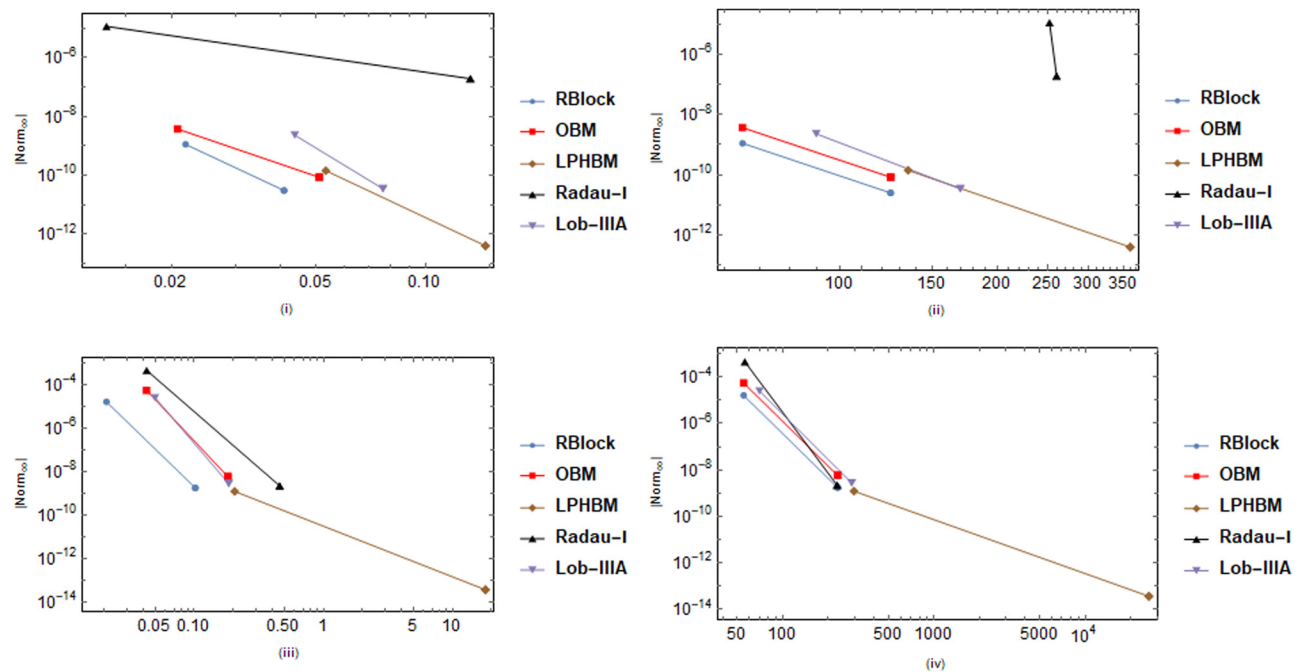 10⁻⁶
10⁻⁸
10⁻¹⁰
10⁻¹²
|Norm∞|
0.02
0.05
0.10
(i)
RBlock
OBM
LPHBM
Radau-I
Lob-IIIA
10⁻⁶
10⁻⁸
10⁻¹⁰
10⁻¹²
|Norm∞|
100
150
200
250
300
350
(ii)
RBlock
OBM
LPHBM
Radau-I
Lob-IIIA
10⁻⁴
10⁻⁶
10⁻⁸
10⁻¹⁰
10⁻¹²
10⁻¹⁴
|Norm∞|
0.05
0.10
0.50
1
5
10
(iii)
RBlock
OBM
LPHBM
Radau-I
Lob-IIIA
10⁻⁴
10⁻⁶
10⁻⁸
10⁻¹⁰
10⁻¹²
10⁻¹⁴
|Norm∞|
50
100
500
1000
5000
10⁴
(iv)
RBlock
OBM
LPHBM
Radau-I
Lob-IIIA